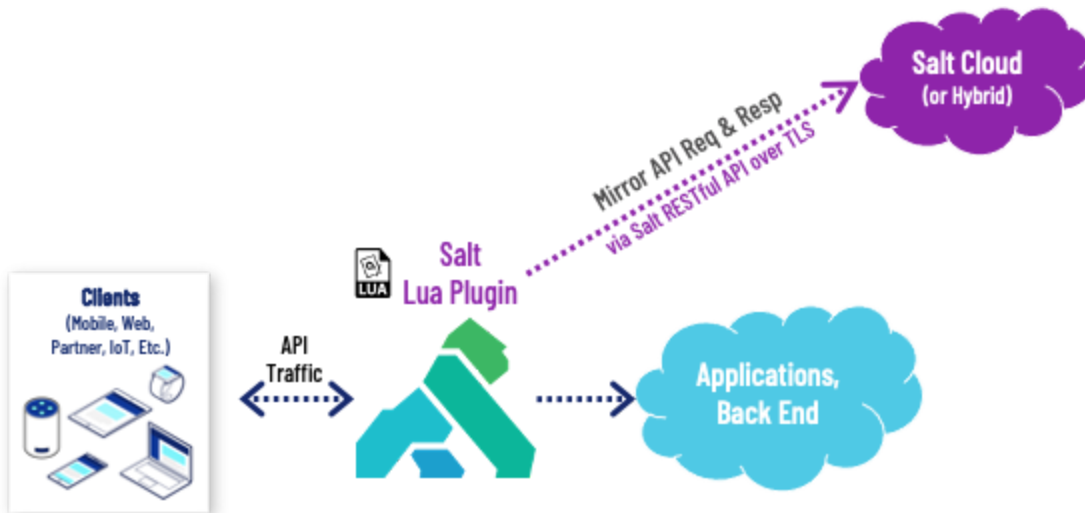 Salt Cloud
(or Hybrid)
Mirror API Req & Resp
via Salt RESTful API over TLS
Salt
Lua Plugin
LUA
Clients
(Mobile, Web,
Partner, IoT, Etc.)
API
Traffic
Applications,
Back End